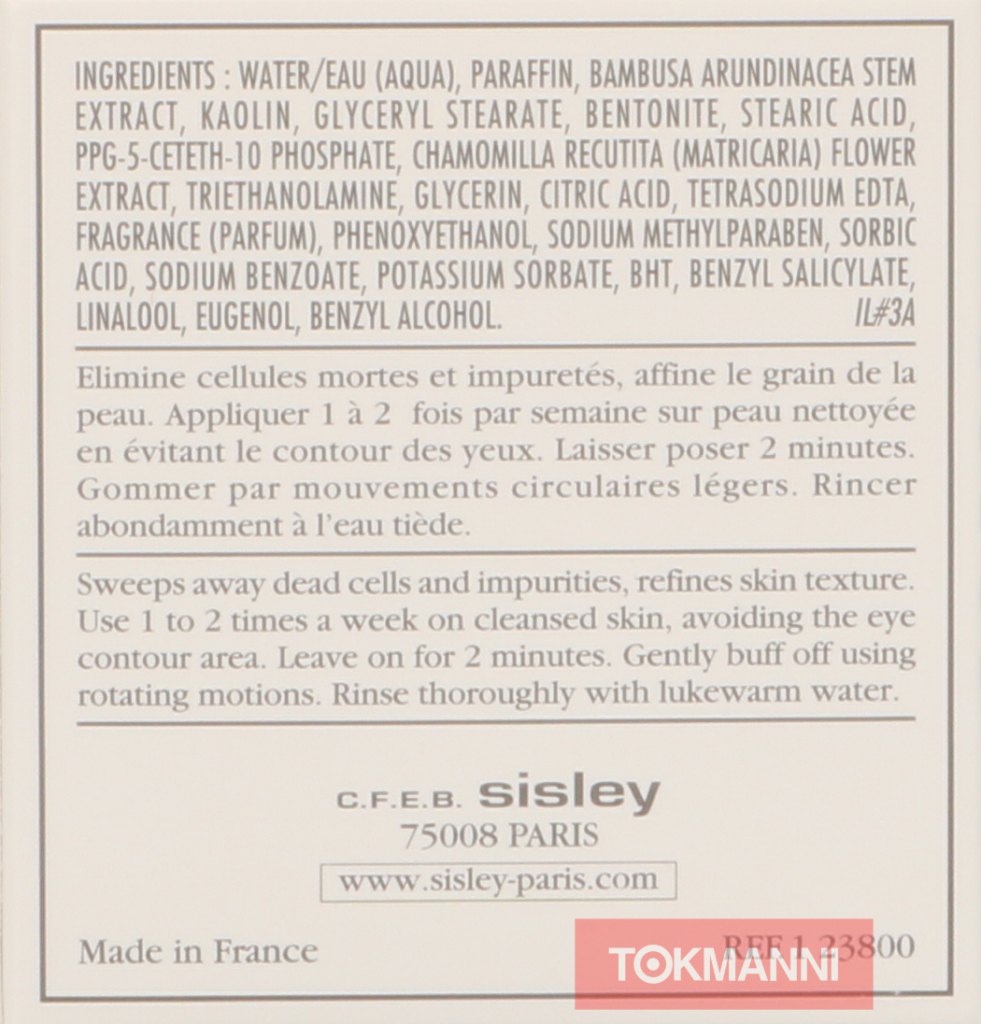 INGREDIENTS : WATER/EAU (AQUA), PARAFFIN, BAMBUSA ARUNDINACEA STEM
EXTRACT, KAOLIN, GLYCERYL STEARATE, BENTONITE, STEARIC ACID,
PPG-5-CETETH-10 PHOSPHATE, CHAMOMILLA RECUTITA (MATRICARIA) FLOWER
EXTRACT, TRIETHANOLAMINE, GLYCERIN, CITRIC ACID, TETRASODIUM EDTA,
FRAGRANCE (PARFUM), PHENOXYETHANOL, SODIUM METHYLPARABEN, SORBIC
ACID, SODIUM BENZOATE, POTASSIUM SORBATE, BHT, BENZYL SALICYLATE,
LINALOOL, EUGENOL, BENZYL ALCOHOL. IL#3A
Elimine cellules mortes et impuretés, affine le grain de la
peau. Appliquer 1 à 2 fois par semaine sur peau nettoyée
en évitant le contour des yeux. Laisser poser 2 minutes.
Gommer par mouvements circulaires légers. Rincer
abondamment à l'eau tiède.
Sweeps away dead cells and impurities, refines skin texture.
Use 1 to 2 times a week on cleansed skin, avoiding the eye
contour area. Leave on for 2 minutes. Gently buff off using
rotating motions. Rinse thoroughly with lukewarm water.
C.F.E.B. sisley
75008 PARIS
www.sisley-paris.com
Made in France REF 1 23800
TOKMANNI